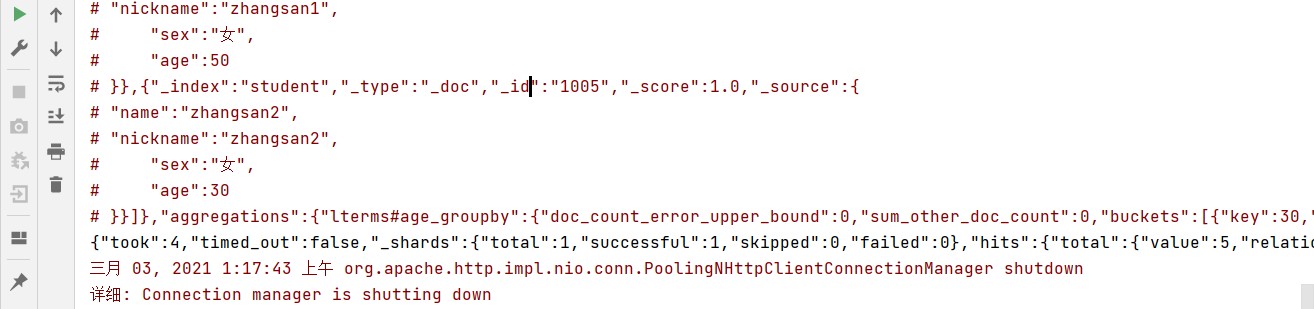 # "nickname":"zhangsan1",
#     "sex":"女",
#     "age":50
# }},{"_index":"student","_type":"_doc","_id":"1005","_score":1.0,"_source":{
# "name":"zhangsan2",
# "nickname":"zhangsan2",
#     "sex":"女",
#     "age":30
# }}]},"aggregations":{"lterms#age_groupby":{"doc_count_error_upper_bound":0,"sum_other_doc_count":0,"buckets":[{"key":30,"
{"took":4,"timed_out":false,"_shards":{"total":1,"successful":1,"skipped":0,"failed":0},"hits":{"total":{"value":5,"relatio
三月 03, 2021 1:17:43 上午 org.apache.http.impl.nio.conn.PoolingNHttpClientConnectionManager shutdown
详细: Connection manager is shutting down